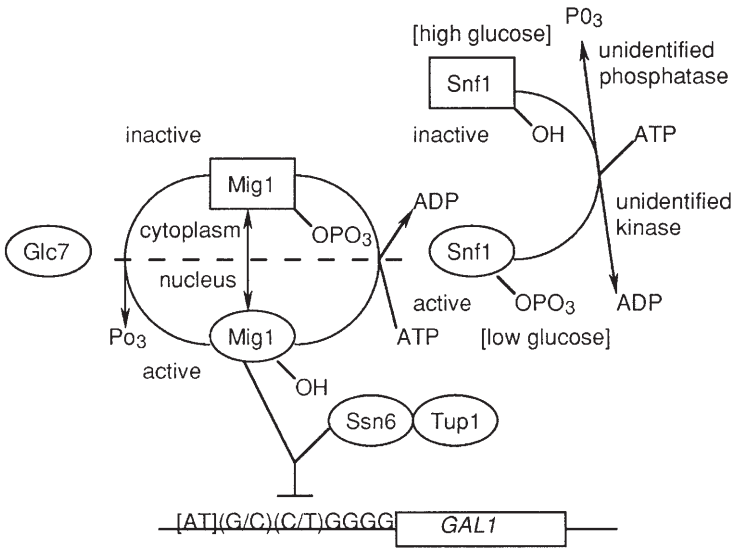 [high glucose]
P03
unidentified
phosphatase
Snf1
inactive
OH
ATP
inactive
Mig1
OPO3
ADP
unidentified
kinase
cytoplasm
Glc7
Snf1
nucleus
active
OPO3
ADP
Po3
Mig1
ATP
[low glucose]
active
OH
Ssn6
Tup1
[AT](G/C)(C/T)GGGG
GAL1